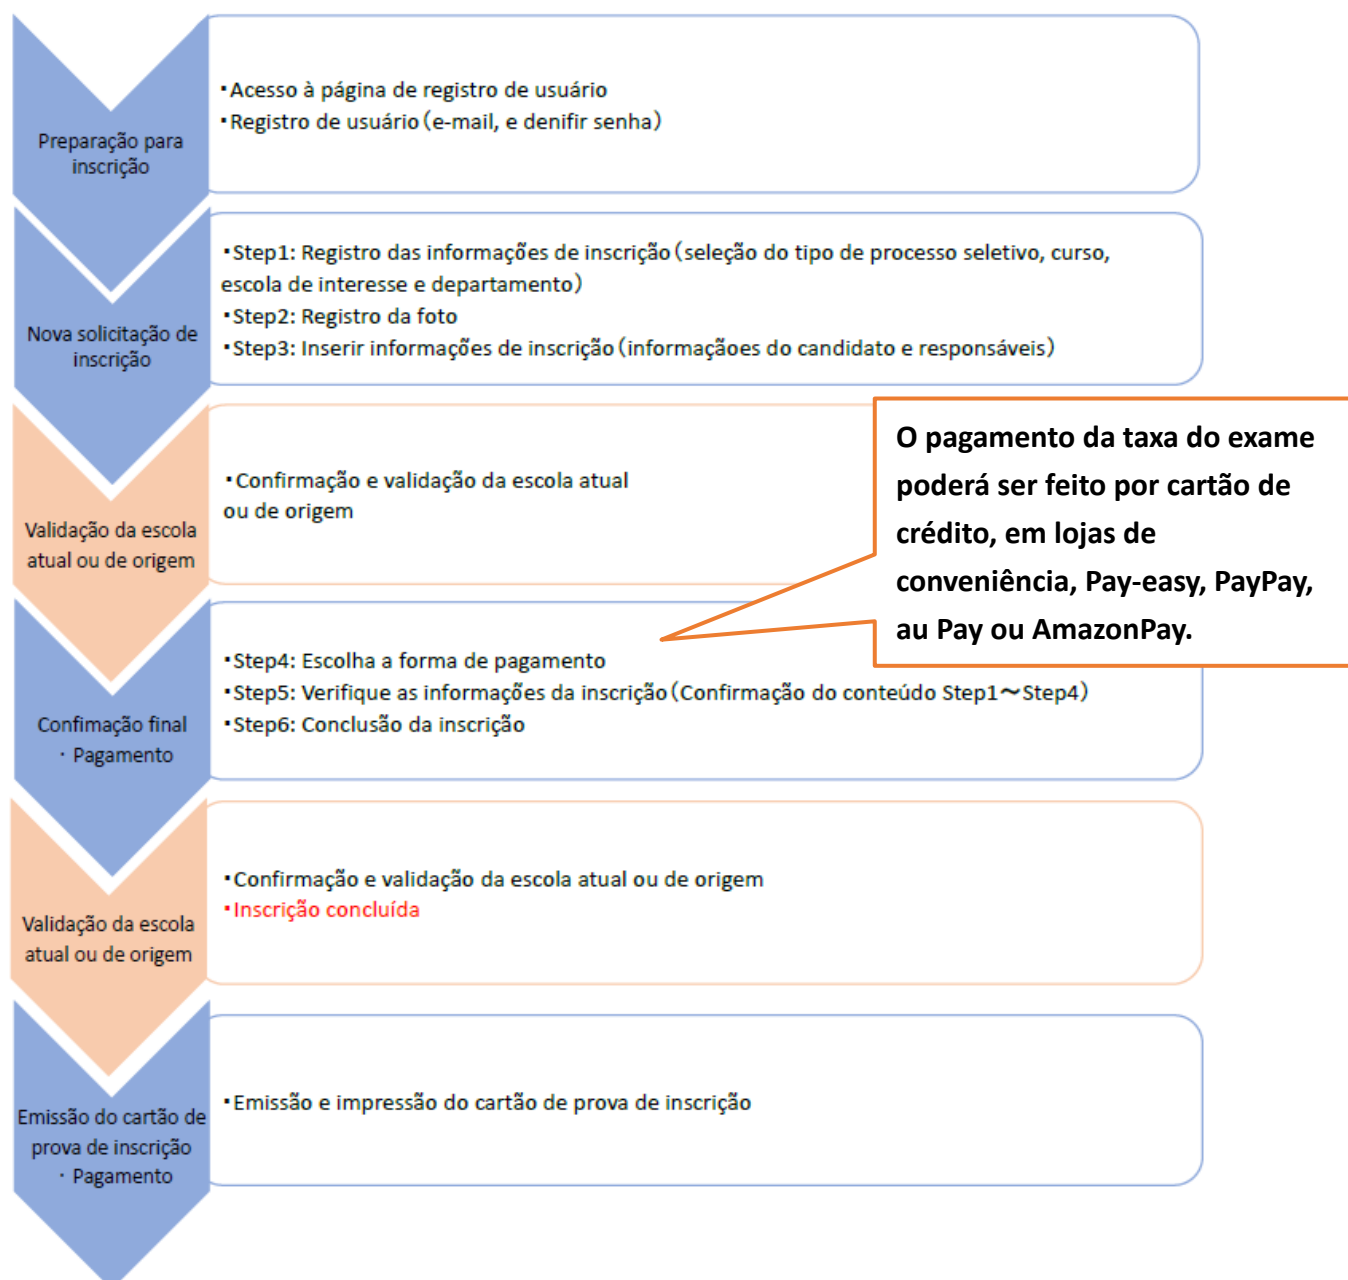 Preparação para
inscrição
・Acesso à página de registro de usuário
・Registro de usuário（e-mail, e denifir senha）
Nova solicitação de
inscrição
・Step1: Registro das informações de inscrição（seleção do tipo de processo seletivo, curso,
escola de interesse e departamento）
・Step2: Registro da foto
・Step3: Inserir informações de inscrição（informaçãoes do candidato e responsáveis）
Validação da escola
atual ou de origem
・Confirmação e validação da escola atual
ou de origem
O pagamento da taxa do exame
poderá ser feito por cartão de
crédito, em lojas de
conveniência, Pay-easy, PayPay,
au Pay ou AmazonPay.
Confimação final
・Pagamento
・Step4: Escolha a forma de pagamento
・Step5: Verifique as informações da inscrição（Confirmação do conteúdo Step1～Step4）
・Step6: Conclusão da inscrição
Validação da escola
atual ou de origem
・Confirmação e validação da escola atual ou de origem
・Inscrição concluída
Emissão do cartão de
prova de inscrição
・Pagamento
・Emissão e impressão do cartão de prova de inscrição